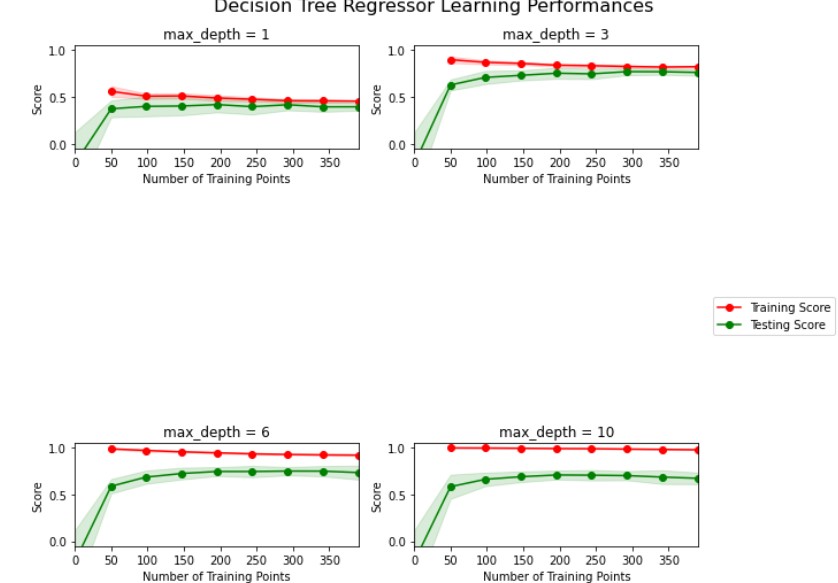 Decision Tree Regressor Learning Performances
max_depth = 1
1.0
0.5
0.0
Score
0 50 100 150 200 250 300 350
Number of Training Points
max_depth = 3
1.0
0.5
0.0
Score
0 50 100 150 200 250 300 350
Number of Training Points
Training Score
Testing Score
max_depth = 6
1.0
0.5
0.0
Score
0 50 100 150 200 250 300 350
Number of Training Points
max_depth = 10
1.0
0.5
0.0
Score
0 50 100 150 200 250 300 350
Number of Training Points